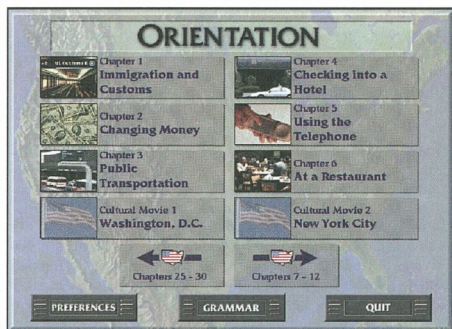 ORIENTATION
Chapter 1
Immigration and
Customs
Chapter 2
Changing Money
Chapter 3
Public
Transportation
Cultural Movie 1
Washington, D.C.
Chapter 4
Checking into a
Hotel
Chapter 5
Using the
Telephone
Chapter 6
At a Restaurant
Cultural Movie 2
New York City
Chapters 25 - 30
Chapters 7 - 12
PREFERENCES
GRAMMAR
QUIT